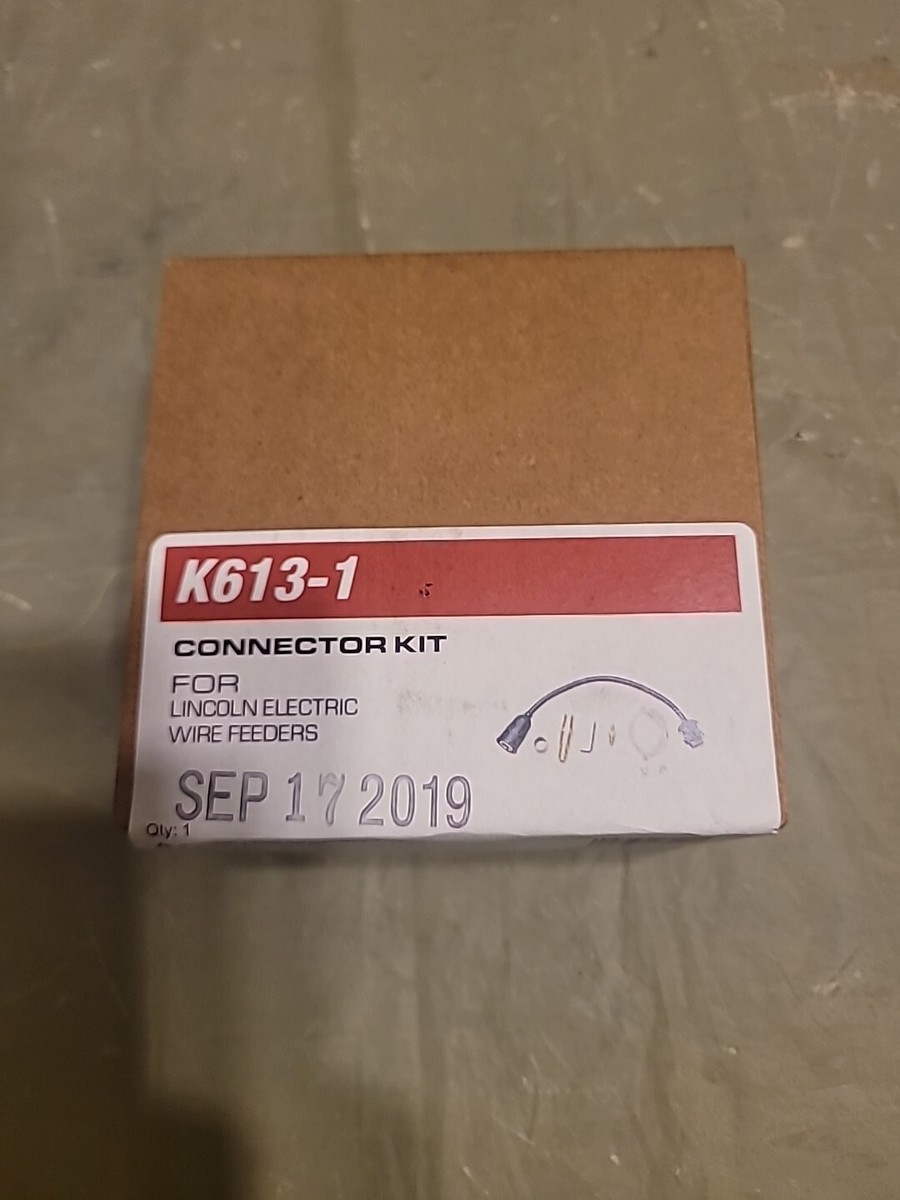 K613-1
CONNECTOR KIT
FOR
LINCOLN ELECTRIC
WIRE FEEDERS
SEP 17 2019
Qty: 1